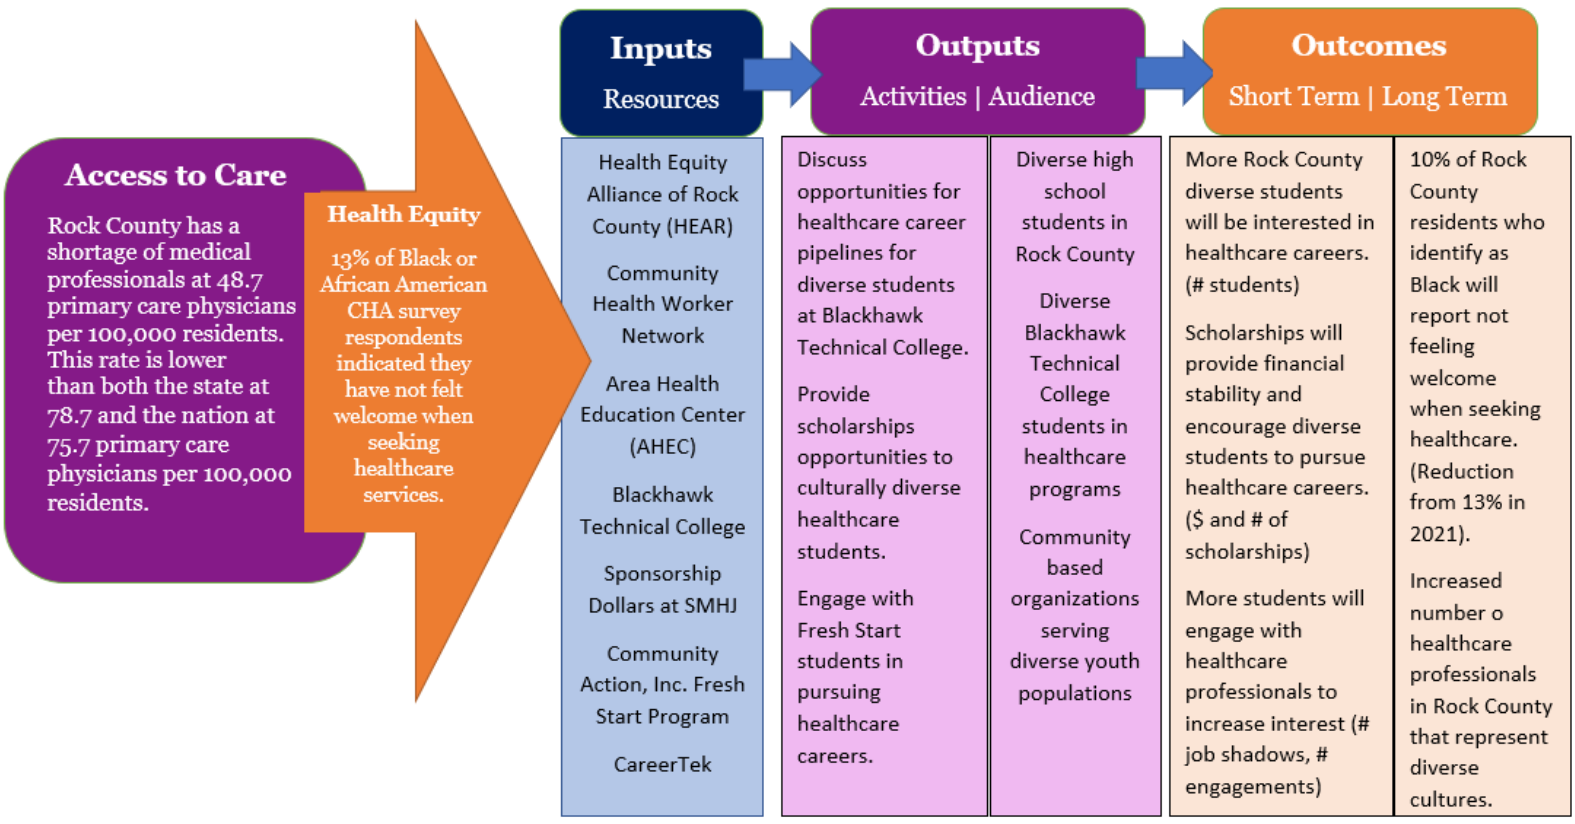 Access to Care
Rock County has a
shortage of medical
professionals at 48.7
primary care physicians
per 100,000 residents.
This rate is lower
than both the state at
78.7 and the nation at
75.7 primary care
physicians per 100,000
residents.
Health Equity
13% of Black or
African American
CHA survey
respondents
indicated they
have not felt
welcome when
seeking
healthcare
services.
Inputs
Resources
Health Equity
Alliance of Rock
County (HEAR)
Community
Health Worker
Network
Area Health
Education Center
(AHEC)
Blackhawk
Technical College
Sponsorship
Dollars at SMHJ
Community
Action, Inc. Fresh
Start Program
CareerTek
Outputs
Activities | Audience
Discuss
opportunities for
healthcare career
pipelines for
diverse students
at Blackhawk
Technical College.
Provide
scholarships
opportunities to
culturally diverse
healthcare
students.
Engage with
Fresh Start
students in
pursuing
healthcare
careers.
Diverse high
school
students in
Rock County
Diverse
Blackhawk
Technical
College
students in
healthcare
programs
Community
based
organizations
serving
diverse youth
populations
Outcomes
Short Term | Long Term
More Rock County
diverse students
will be interested in
healthcare careers.
(# students)
Scholarships will
provide financial
stability and
encourage diverse
students to pursue
healthcare careers.
($ and # of
scholarships)
More students will
engage with
healthcare
professionals to
increase interest (#
job shadows, #
engagements)
10% of Rock
County
residents who
identify as
Black will
report not
feeling
welcome
when seeking
healthcare.
(Reduction
from 13% in
2021).
Increased
number o
healthcare
professionals
in Rock County
that represent
diverse
cultures.